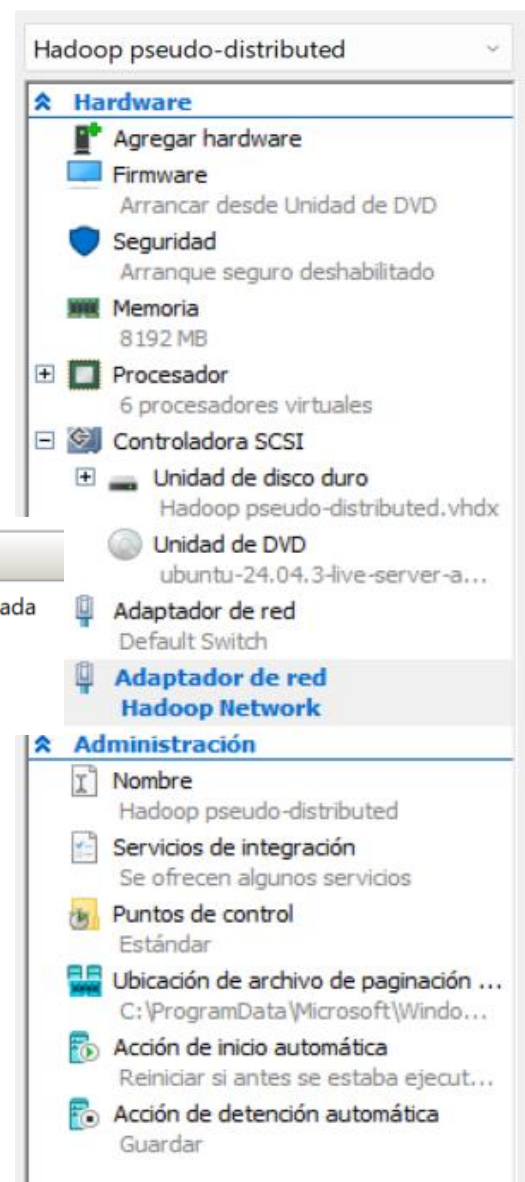 Hadoop pseudo-distributed
Hardware
Agregar hardware
Firmware
Arrancar desde Unidad de DVD
Seguridad
Arranque seguro deshabilitado
Memoria
8192 MB
Procesador
6 procesadores virtuales
Controladora SCSI
Unidad de disco duro
Hadoop pseudo-distributed.vhdx
Unidad de DVD
ubuntu-24.04.3-live-server-a...
ada
Adaptador de red
Default Switch
Adaptador de red
Hadoop Network
Administración
Nombre
Hadoop pseudo-distributed
Servicios de integración
Se ofrecen algunos servicios
Puntos de control
Estándar
Ubicación de archivo de paginación ...
C:\ProgramData\Microsoft\Windo...
Acción de inicio automática
Reiniciar si antes se estaba ejecut...
Acción de detención automática
Guardar